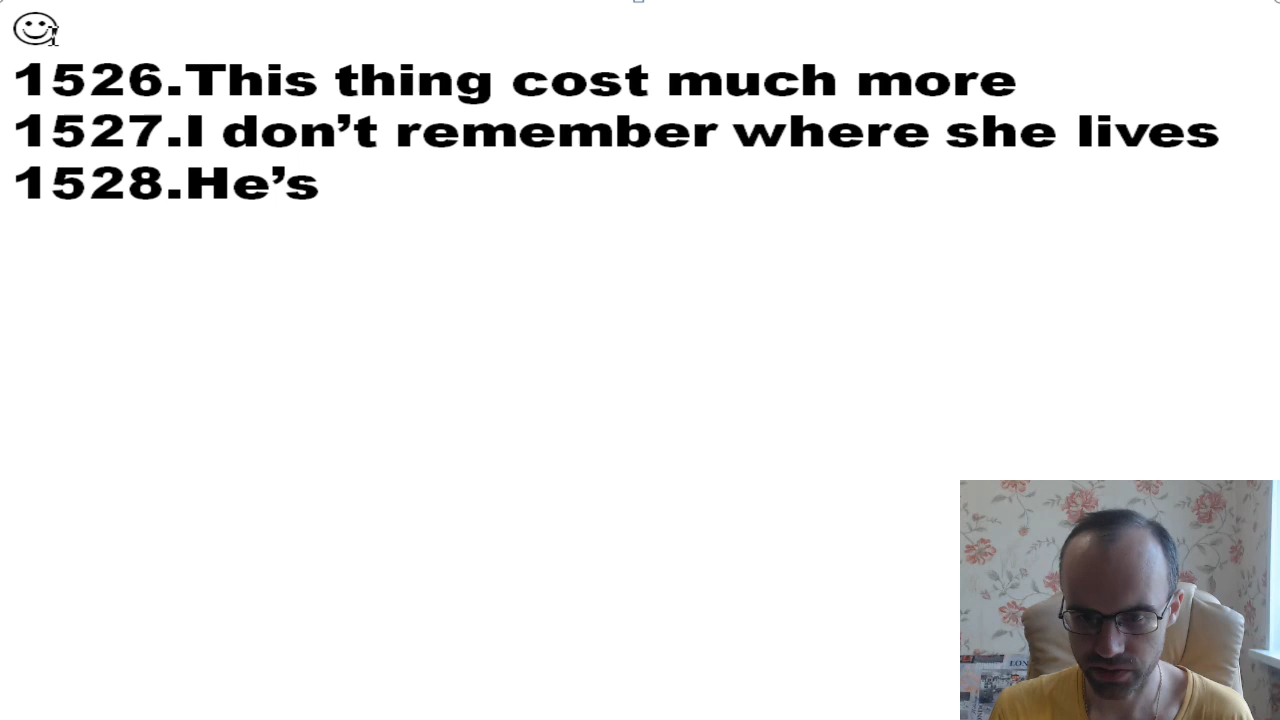 1526.This thing cost much more
1527.I don’t remember where she lives
1528.He’s